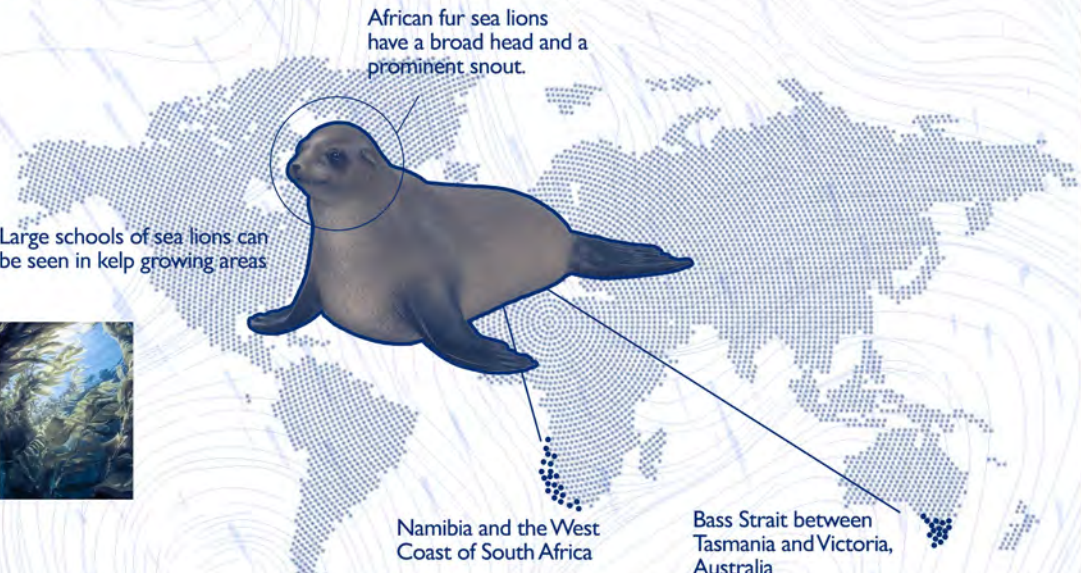 African fur sea lions
have a broad head and a
prominent snout.
Large schools of sea lions can
be seen in kelp growing areas
Namibia and the West
Coast of South Africa
Bass Strait between
Tasmania and Victoria,
Australia